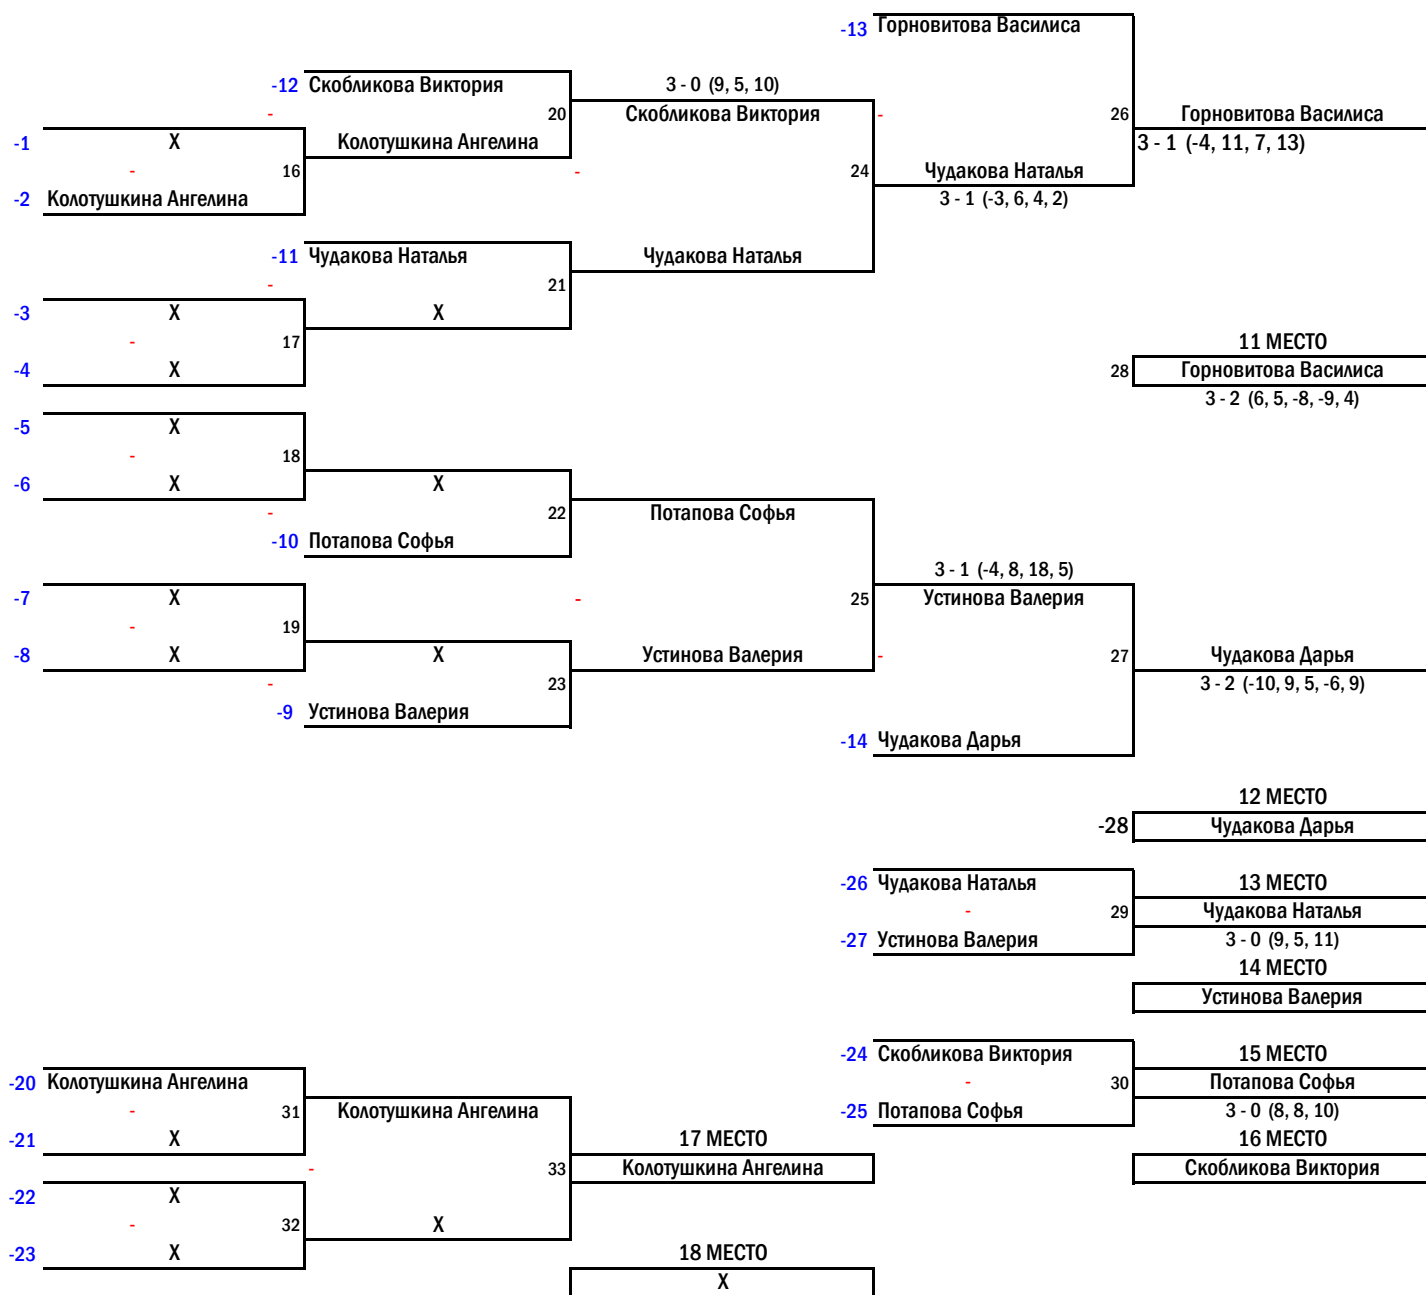 -13 Горновитова Василиса
-12 Скобликова Виктория 3 - 0 (9, 5, 10)
- 20 Скобликова Виктория - 26 Горновитова Василиса
-1 X Колотушкина Ангелина 3 - 1 (-4, 11, 7, 13)
- 16 - 24 Чудакова Наталья
-2 Колотушкина Ангелина 3 - 1 (-3, 6, 4, 2)
-11 Чудакова Наталья Чудакова Наталья
- 21
-3 X X
- 17 11 МЕСТО
-4 X 28 Горновитова Василиса
3 - 2 (6, 5, -8, -9, 4)
-5 X
- 18
-6 X X
- 22 Потапова Софья
-10 Потапова Софья
3 - 1 (-4, 8, 18, 5)
-7 X - 25 Устинова Валерия
- 19
-8 X X Устинова Валерия - 27 Чудакова Дарья
- 23 3 - 2 (-10, 9, 5, -6, 9)
-9 Устинова Валерия
-14 Чудакова Дарья
12 МЕСТО
-28 Чудакова Дарья
-26 Чудакова Наталья 13 МЕСТО
- 29 Чудакова Наталья
-27 Устинова Валерия 3 - 0 (9, 5, 11)
14 МЕСТО
Устинова Валерия
-24 Скобликова Виктория 15 МЕСТО
-20 Колотушкина Ангелина - 30 Потапова Софья
- 31 Колотушкина Ангелина -25 Потапова Софья 3 - 0 (8, 8, 10)
-21 X 17 МЕСТО 16 МЕСТО
- 33 Колотушкина Ангелина Скобликова Виктория
-22 X
- 32 X
-23 X 18 МЕСТО
X